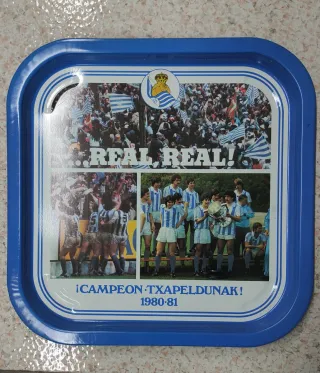 ...REAL, REAL!
¡CAMPEON·TXAPELDUNAK!
1980-81